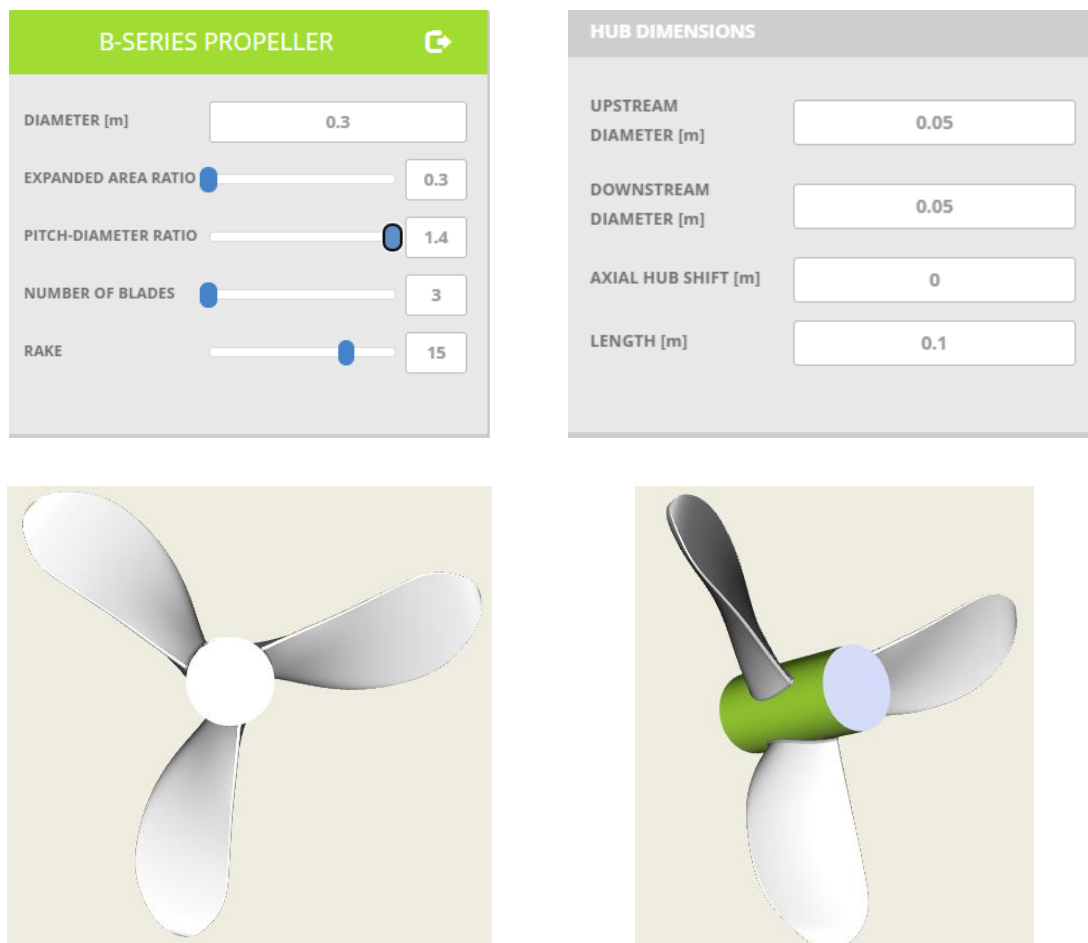 B-SERIES PROPELLER
DIAMETER [m] 0.3
EXPANDED AREA RATIO 0.3
PITCH-DIAMETER RATIO 1.4
NUMBER OF BLADES 3
RAKE 15
HUB DIMENSIONS
UPSTREAM
DIAMETER [m] 0.05
DOWNSTREAM
DIAMETER [m] 0.05
AXIAL HUB SHIFT [m] 0
LENGTH [m] 0.1